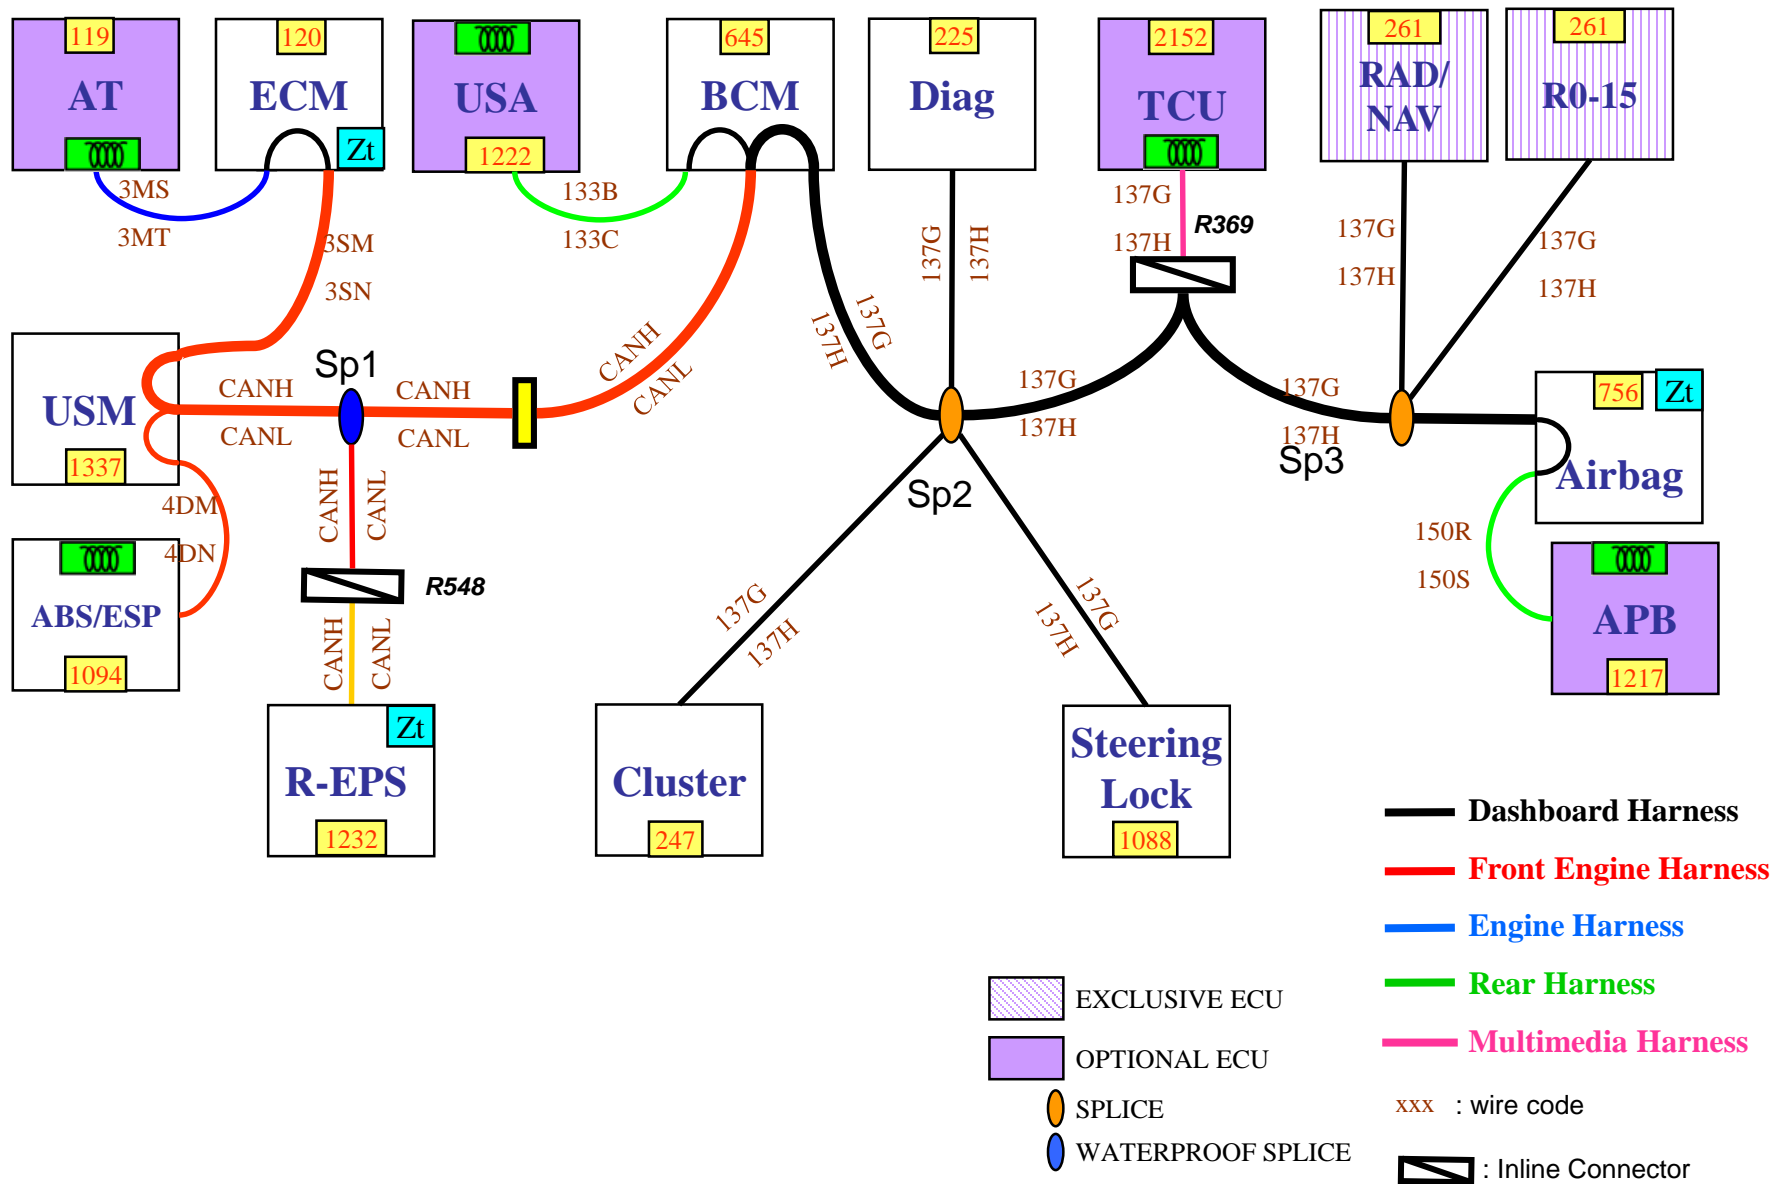 119
AT
3MS
3MT
120
ECM
Zt
3SM
3SN
USA
1222
133B
133C
645
BCM
225
Diag
137G
137H
2152
TCU
137G
137H
R369
261
RAD/
NAV
137G
137H
261
R0-15
137G
137H
USM
1337
CANH
CANL
Sp1
CANH
CANL
CANH
CANL
137G
137H
137G
137H
Sp2
137G
137H
Sp3
756
Zt
Airbag
150R
150S
APB
1217
4DM
4DN
ABS/ESP
1094
CANH
CANL
R548
CANH
CANL
Zt
R-EPS
1232
137G
137H
Cluster
247
137G
137H
Steering
Lock
1088
Dashboard Harness
Front Engine Harness
Engine Harness
Rear Harness
Multimedia Harness
xxx : wire code
: Inline Connector
EXCLUSIVE ECU
OPTIONAL ECU
SPLICE
WATERPROOF SPLICE